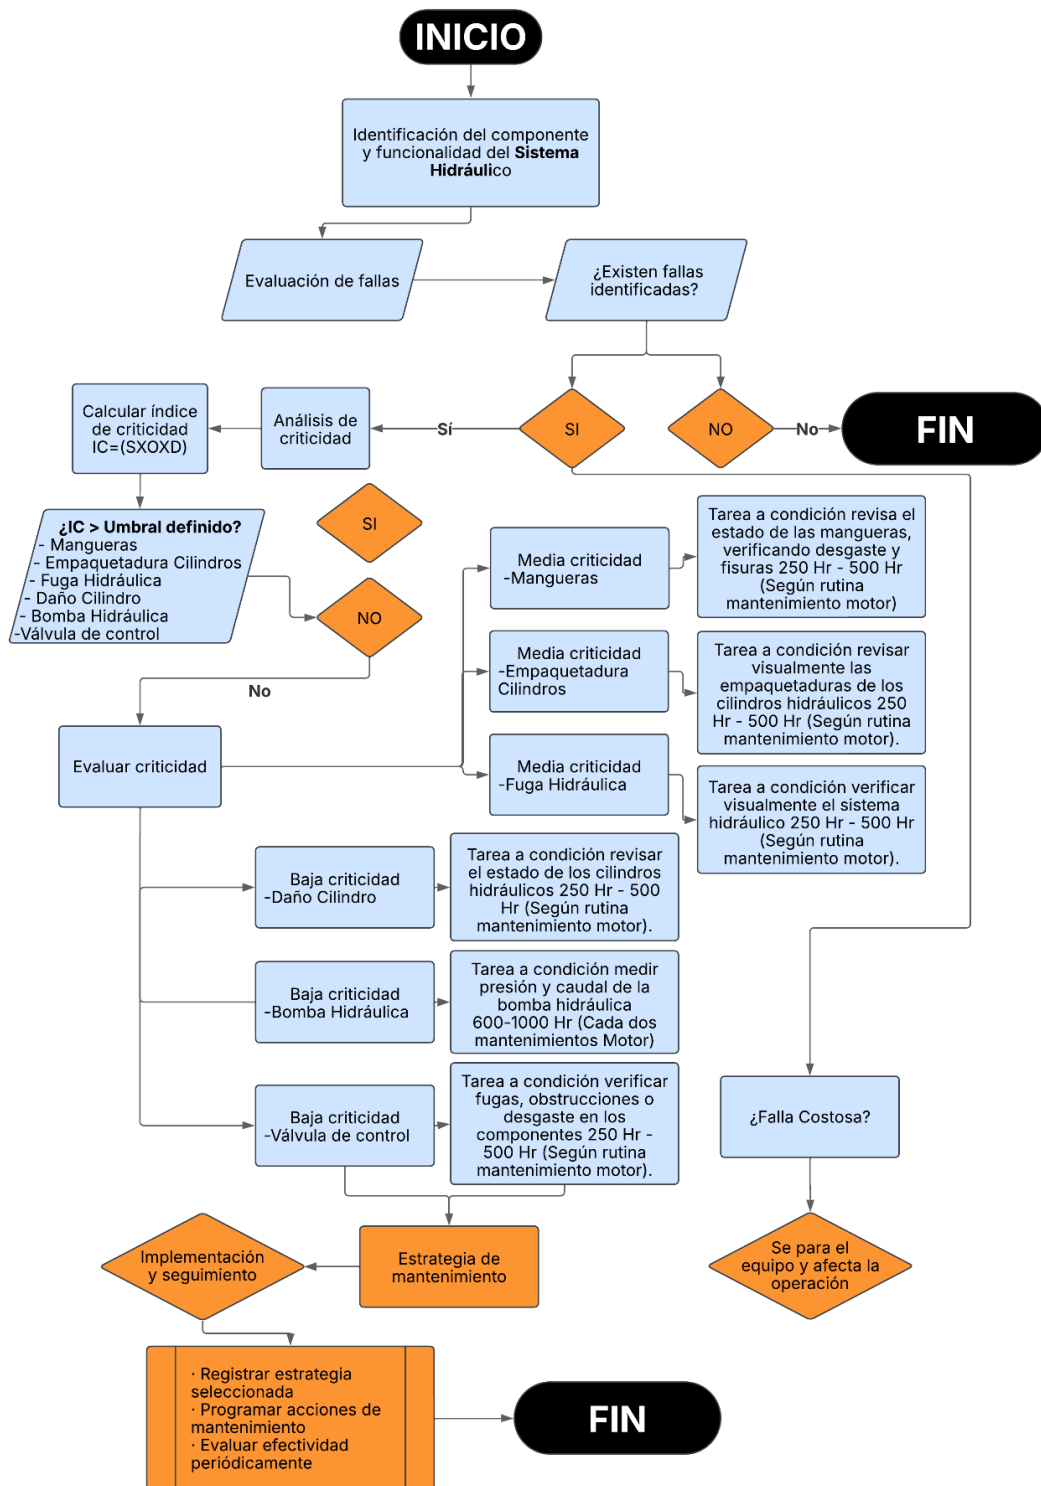 INICIO
Identificación del componente
y funcionalidad del Sistema
Hidráulico
Evaluación de fallas
¿Existen fallas
identificadas?
Calcular índice
de criticidad
IC=(SXOXD)
Análisis de
criticidad
Sí
SI
NO
No
FIN
¿IC > Umbral definido?
- Mangueras
- Empaquetadura Cilindros
- Fuga Hidráulica
- Daño Cilindro
- Bomba Hidráulica
-Válvula de control
SI
NO
No
Evaluar criticidad
Media criticidad
-Mangueras
Tarea a condición revisa el
estado de las mangueras,
verificando desgaste y
fisuras 250 Hr - 500 Hr
(Según rutina
mantenimiento motor)
Media criticidad
-Empaquetadura
Cilindros
Tarea a condición revisar
visualmente las
empaquetaduras de los
cilindros hidráulicos 250
Hr - 500 Hr (Según rutina
mantenimiento motor).
Media criticidad
-Fuga Hidráulica
Tarea a condición verificar
visualmente el sistema
hidráulico 250 Hr - 500 Hr
(Según rutina
mantenimiento motor).
Baja criticidad
-Daño Cilindro
Tarea a condición revisar
el estado de los cilindros
hidráulicos 250 Hr - 500
Hr (Según rutina
mantenimiento motor).
Baja criticidad
-Bomba Hidráulica
Tarea a condición medir
presión y caudal de la
bomba hidráulica
600-1000 Hr (Cada dos
mantenimientos Motor)
Baja criticidad
-Válvula de control
Tarea a condición verificar
fugas, obstrucciones o
desgaste en los
componentes 250 Hr -
500 Hr (Según rutina
mantenimiento motor).
¿Falla Costosa?
Se para el
equipo y afecta la
operación
Estrategia de
mantenimiento
Implementación
y seguimiento
· Registrar estrategia
seleccionada
· Programar acciones de
mantenimiento
· Evaluar efectividad
periódicamente
FIN